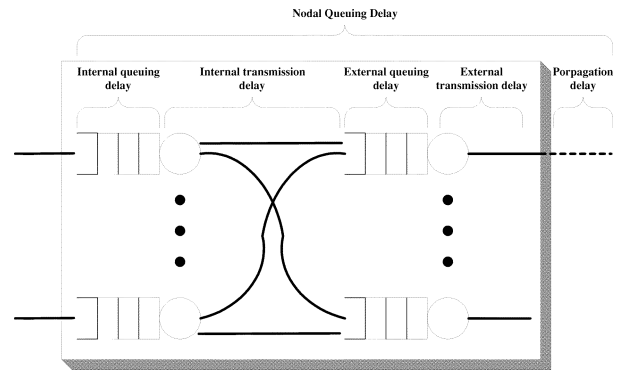 Nodal Queuing Delay
Internal queuing
delay
Internal transmission
delay
External queuing
delay
External
transmission delay
Porpagation
delay